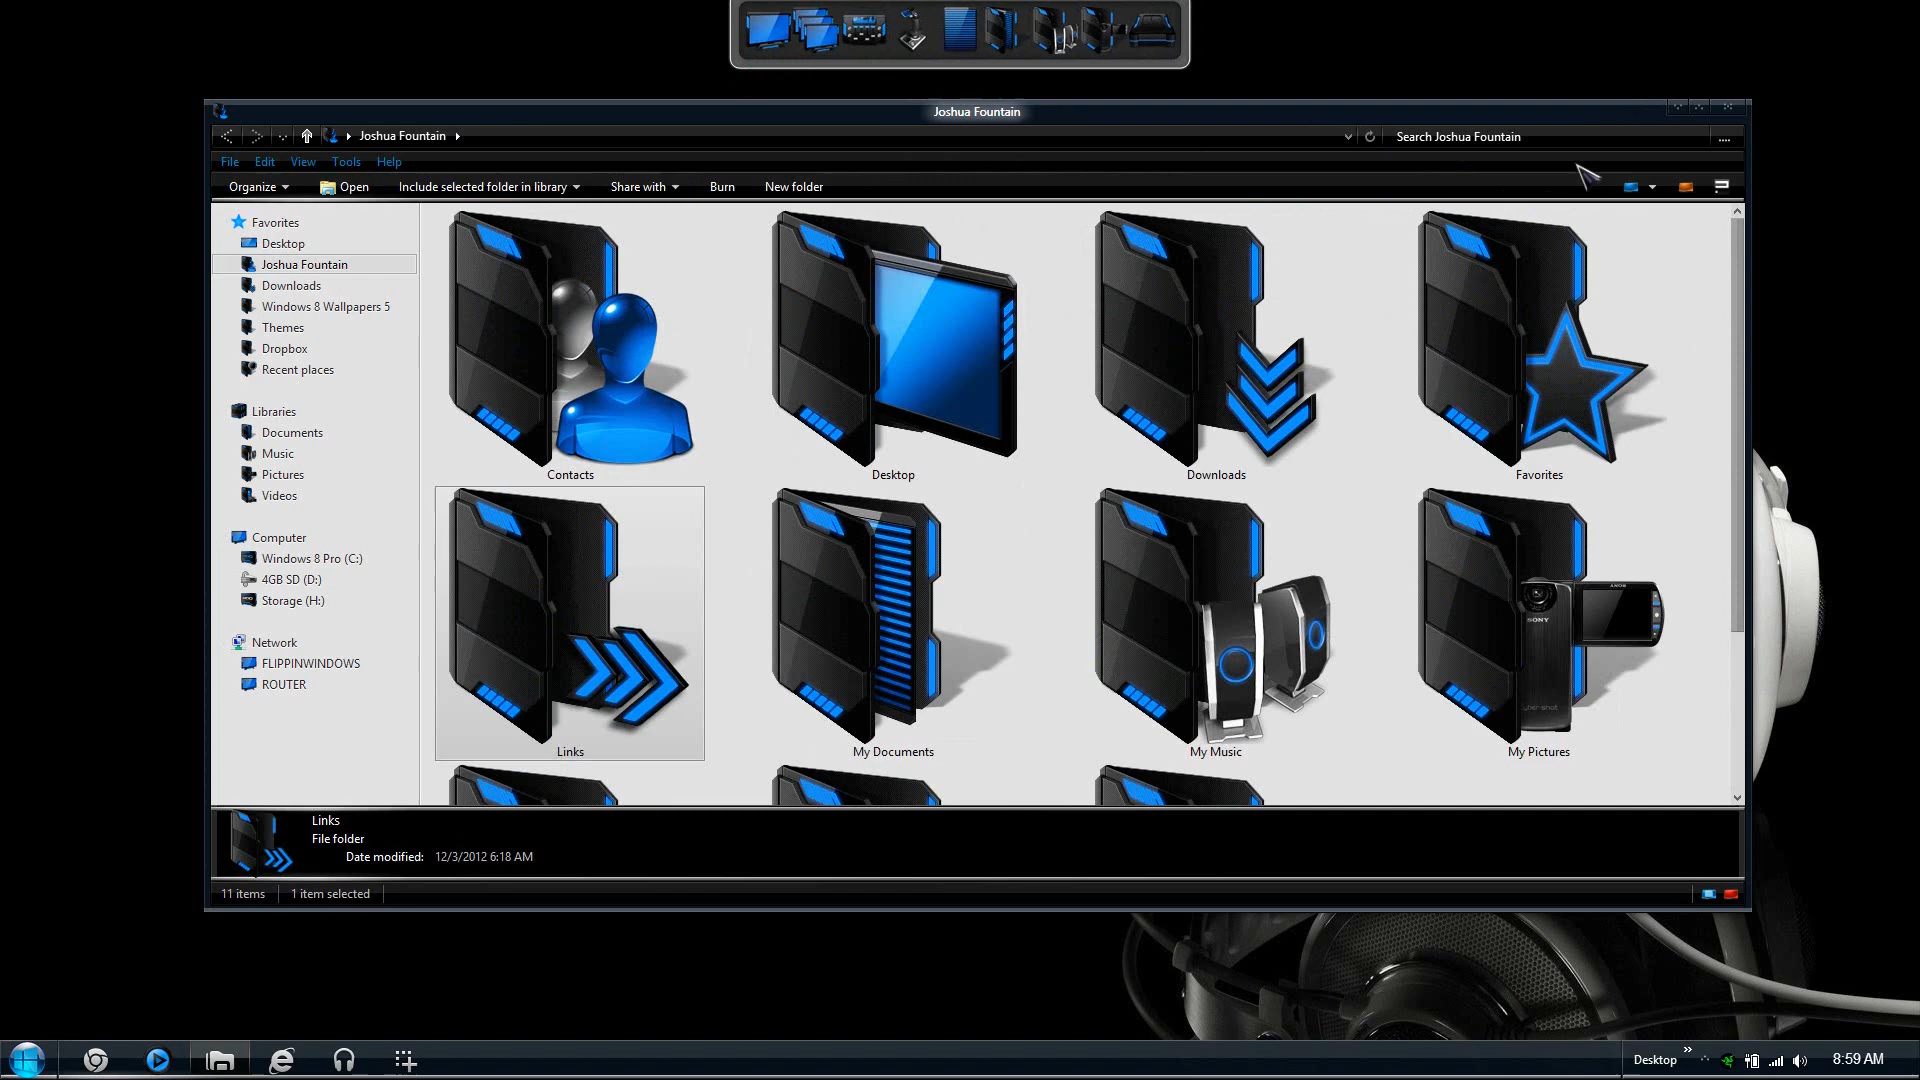 Joshua Fountain
Joshua Fountain
Search Joshua Fountain
File Edit View Tools Help
Organize Open Include selected folder in library Share with Burn New folder
Favorites
Desktop
Joshua Fountain
Downloads
Windows 8 Wallpapers 5
Themes
Dropbox
Recent places
Libraries
Documents
Music
Pictures
Videos
Computer
Windows 8 Pro (C:)
4GB SD (D:)
Storage (H:)
Network
FLIPPINWINDOWS
ROUTER
Contacts Desktop Downloads Favorites
SONY
SONY
Links My Documents My Music My Pictures
Links
File folder
Date modified: 12/3/2012 6:18 AM
11 items 1 item selected
Desktop » 8:59 AM